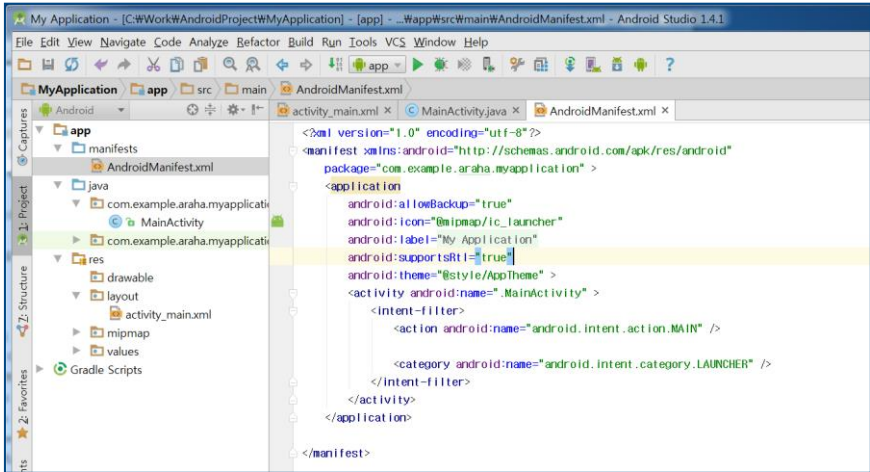 My Application - [C:₩Work₩AndroidProject₩MyApplication] - [app] - ...₩app₩src₩main₩AndroidManifest.xml - Android Studio 1.4.1
File Edit View Navigate Code Analyze Refactor Build Run Tools VCS Window Help
app
MyApplication app src main AndroidManifest.xml
Android
activity_main.xml × MainActivity.java × AndroidManifest.xml ×
Captures
1: Project
7: Structure
2: Favorites
app
manifests
AndroidManifest.xml
java
com.example.araha.myapplicati
MainActivity
com.example.araha.myapplicati
res
drawable
layout
activity_main.xml
mipmap
values
Gradle Scripts
<?xml version="1.0" encoding="utf-8"?>
<manifest xmlns:android="http://schemas.android.com/apk/res/android"
package="com.example.araha.myapplication" >
<application
android:allowBackup="true"
android:icon="@mipmap/ic_launcher"
android:label="My Application"
android:supportsRtl="true"
android:theme="@style/AppTheme" >
<activity android:name=".MainActivity" >
<intent-filter>
<action android:name="android.intent.action.MAIN" />
<category android:name="android.intent.category.LAUNCHER" />
</intent-filter>
</activity>
</application>
</manifest>